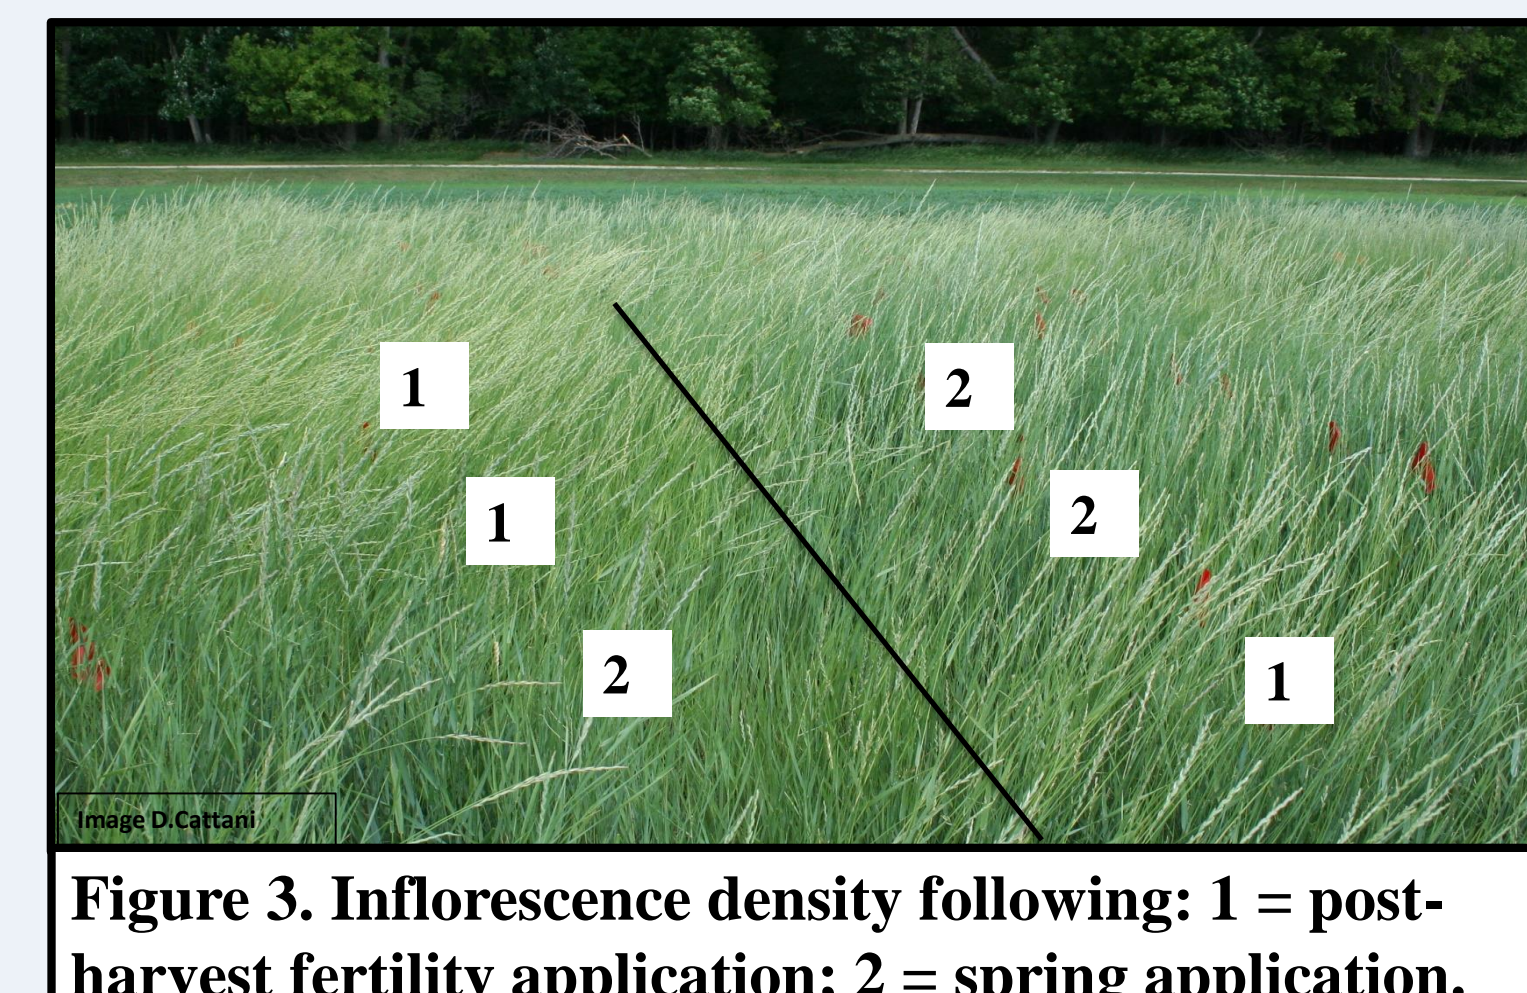 1
2
1
2
2
1
Image D.Cattani
Figure 3. Inflorescence density following: 1 = post-
harvest fertility application; 2 = spring application.